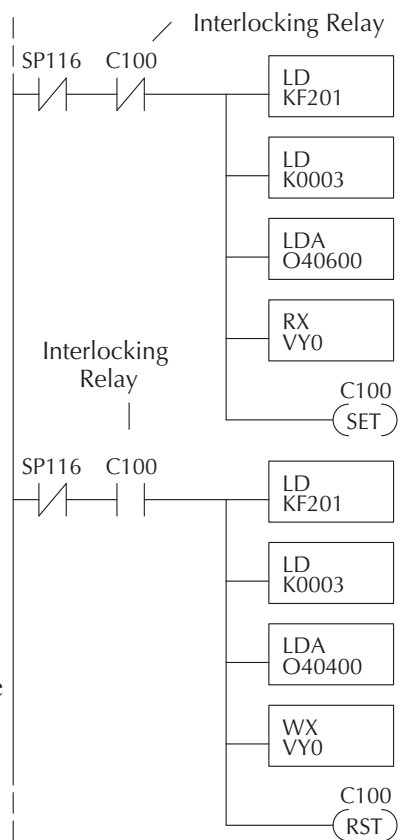 Interlocking Relay
SP116 C100
LD
KF201
LD
K0003
LDA
O40600
RX
VY0
C100
SET
Interlocking
Relay
SP116 C100
LD
KF201
LD
K0003
LDA
O40400
WX
VY0
C100
RST
e